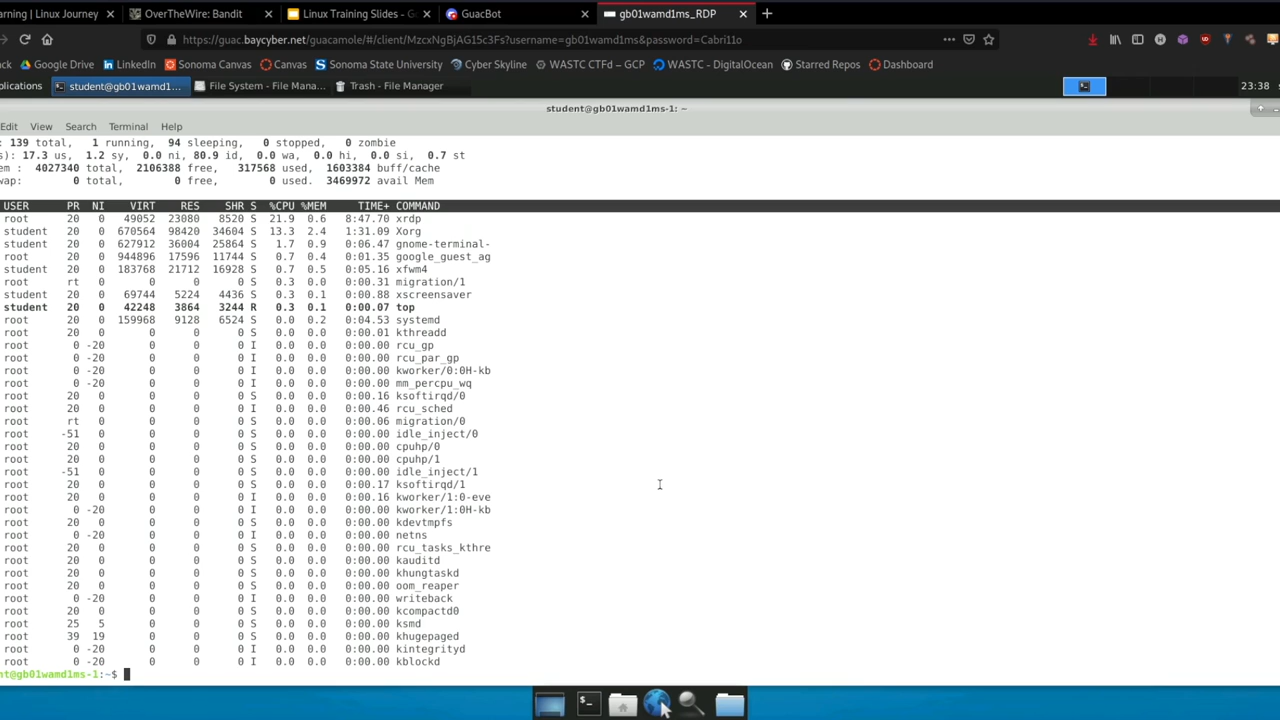 arning | Linux Journey
OverTheWire: Bandit
Linux Training Slides - G
GuacBot
gb01wamd1ms_RDP
https://guac.baycyber.net/guacamole/#/client/MzcxNgBjAG15c3Fs?username=gb01wamd1ms&password=Cabri11o
ck Google Drive LinkedIn Sonoma Canvas Canvas Sonoma State University Cyber Skyline WASTC CTFd – GCP WASTC - DigitalOcean Starred Repos Dashboard
plications student@gb01wamd1... File System - File Mana... Trash - File Manager 23:38
student@gb01wamd1ms-1: ~
Edit View Search Terminal Help
: 139 total, 1 running, 94 sleeping, 0 stopped, 0 zombie
s): 17.3 us, 1.2 sy, 0.0 ni, 80.9 id, 0.0 wa, 0.0 hi, 0.0 si, 0.7 st
em : 4027340 total, 2106388 free, 317568 used, 1603384 buff/cache
wap: 0 total, 0 free, 0 used. 3469972 avail Mem
USER PR NI VIRT RES SHR S %CPU %MEM TIME+ COMMAND
root 20 0 49052 23080 8520 S 21.9 0.6 8:47.70 xrdp
student 20 0 670564 98420 34604 S 13.3 2.4 1:31.09 Xorg
student 20 0 627912 36004 25864 S 1.7 0.9 0:06.47 gnome-terminal-
root 20 0 944896 17596 11744 S 0.7 0.4 0:01.35 google_guest_ag
student 20 0 183768 21712 16928 S 0.7 0.5 0:05.16 xfwm4
root rt 0 0 0 0 S 0.3 0.0 0:00.31 migration/1
student 20 0 69744 5224 4436 S 0.3 0.1 0:00.88 xscreensaver
student 20 0 42248 3864 3244 R 0.3 0.1 0:00.07 top
root 20 0 159968 9128 6524 S 0.0 0.2 0:04.53 systemd
root 20 0 0 0 0 S 0.0 0.0 0:00.01 kthreadd
root 0 -20 0 0 0 I 0.0 0.0 0:00.00 rcu_gp
root 0 -20 0 0 0 I 0.0 0.0 0:00.00 rcu_par_gp
root 0 -20 0 0 0 I 0.0 0.0 0:00.00 kworker/0:0H-kb
root 0 -20 0 0 0 I 0.0 0.0 0:00.00 mm_percpu_wq
root 20 0 0 0 0 S 0.0 0.0 0:00.16 ksoftirqd/0
root 20 0 0 0 0 I 0.0 0.0 0:00.46 rcu_sched
root rt 0 0 0 0 S 0.0 0.0 0:00.06 migration/0
root -51 0 0 0 0 S 0.0 0.0 0:00.00 idle_inject/0
root 20 0 0 0 0 S 0.0 0.0 0:00.00 cpuhp/0
root 20 0 0 0 0 S 0.0 0.0 0:00.00 cpuhp/1
root -51 0 0 0 0 S 0.0 0.0 0:00.00 idle_inject/1
root 20 0 0 0 0 S 0.0 0.0 0:00.17 ksoftirqd/1
root 20 0 0 0 0 I 0.0 0.0 0:00.16 kworker/1:0-eve
root 0 -20 0 0 0 I 0.0 0.0 0:00.00 kworker/1:0H-kb
root 20 0 0 0 0 S 0.0 0.0 0:00.00 kdevtmpfs
root 0 -20 0 0 0 I 0.0 0.0 0:00.00 netns
root 20 0 0 0 0 S 0.0 0.0 0:00.00 rcu_tasks_kthre
root 20 0 0 0 0 S 0.0 0.0 0:00.00 kauditd
root 20 0 0 0 0 S 0.0 0.0 0:00.00 khungtaskd
root 20 0 0 0 0 S 0.0 0.0 0:00.00 oom_reaper
root 0 -20 0 0 0 I 0.0 0.0 0:00.00 writeback
root 20 0 0 0 0 S 0.0 0.0 0:00.00 kcompactd0
root 25 5 0 0 0 S 0.0 0.0 0:00.00 ksmd
root 39 19 0 0 0 S 0.0 0.0 0:00.00 khugepaged
root 0 -20 0 0 0 I 0.0 0.0 0:00.00 kintegrityd
root 0 -20 0 0 0 I 0.0 0.0 0:00.00 kblockd
nt@gb01wamd1ms-1:~$